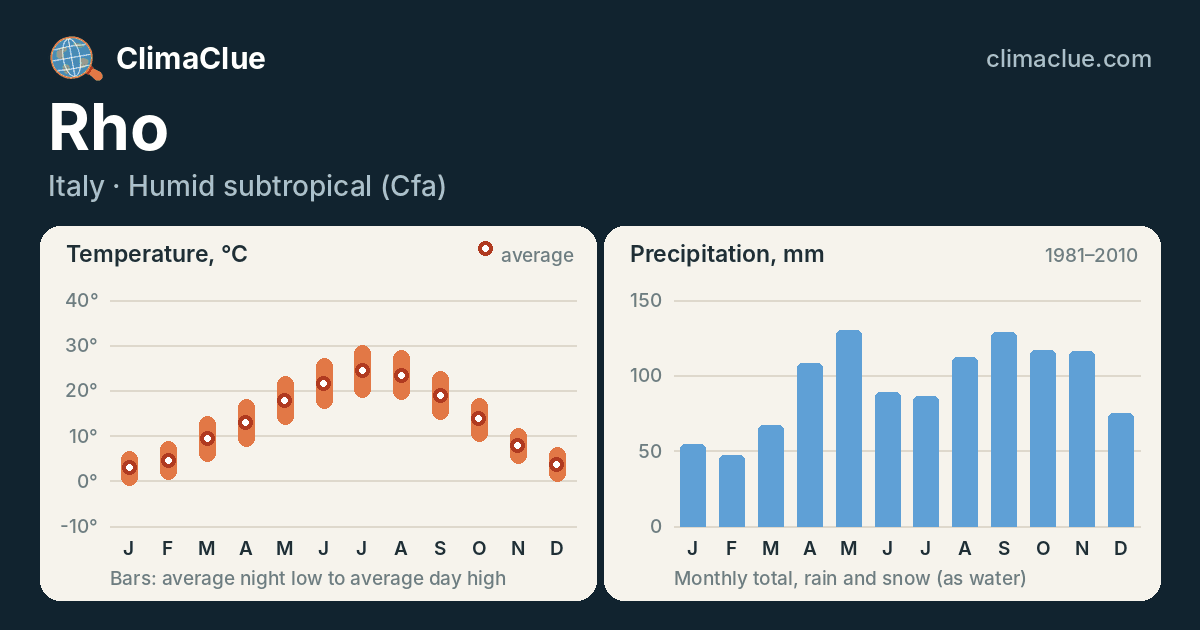 ClimaClue
climaclue.com
Rho
Italy · Humid subtropical (Cfa)
Temperature, °C
average
40°
30°
20°
10°
0°
-10°
J F M A M J J A S O N D
Bars: average night low to average day high
Precipitation, mm
1981–2010
150
100
50
0
J F M A M J J A S O N D
Monthly total, rain and snow (as water)